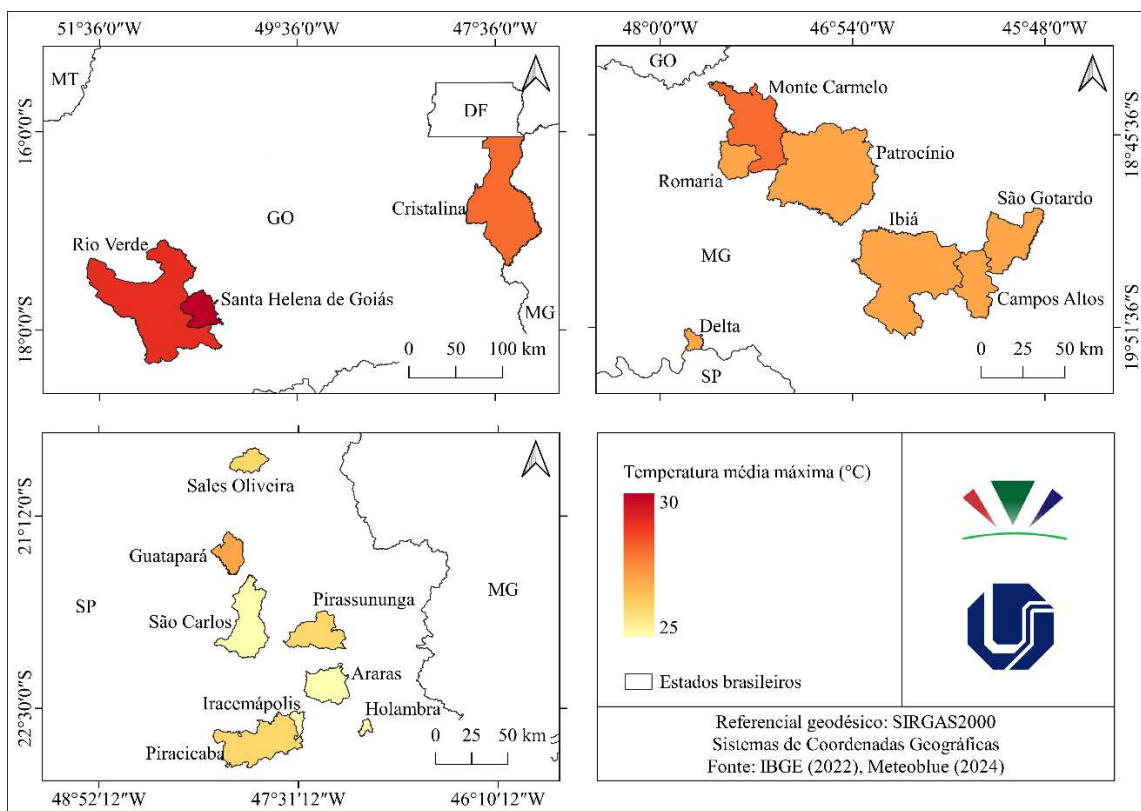 51°36'0"W
49°36'0"W
47°36'0"W
MT
DF
16°0'0"S
Cristalina
GO
Rio Verde
Santa Helena de Goiás
MG
18°0'0"S
0 50 100 km
48°0'0"W
46°54'0"W
45°48'0"W
GO
Monte Carmelo
18°45'36"S
Patrocínio
Romaria
São Gotardo
Ibiá
MG
Campos Altos
Delta
19°51'36"S
SP
0 25 50 km
Sales Oliveira
21°12'0"S
Guatapará
SP
MG
Pirassununga
São Carlos
Araras
Iracemápolis
Holambra
22°30'0"S
Piracicaba
0 25 50 km
48°52'12"W
47°31'12"W
46°10'12"W
Temperatura média máxima (°C)
30
25
Estados brasileiros
Referencial geodésico: SIRGAS2000
Sistemas de Coordenadas Geográficas
Fonte: IBGE (2022), Meteoblue (2024)